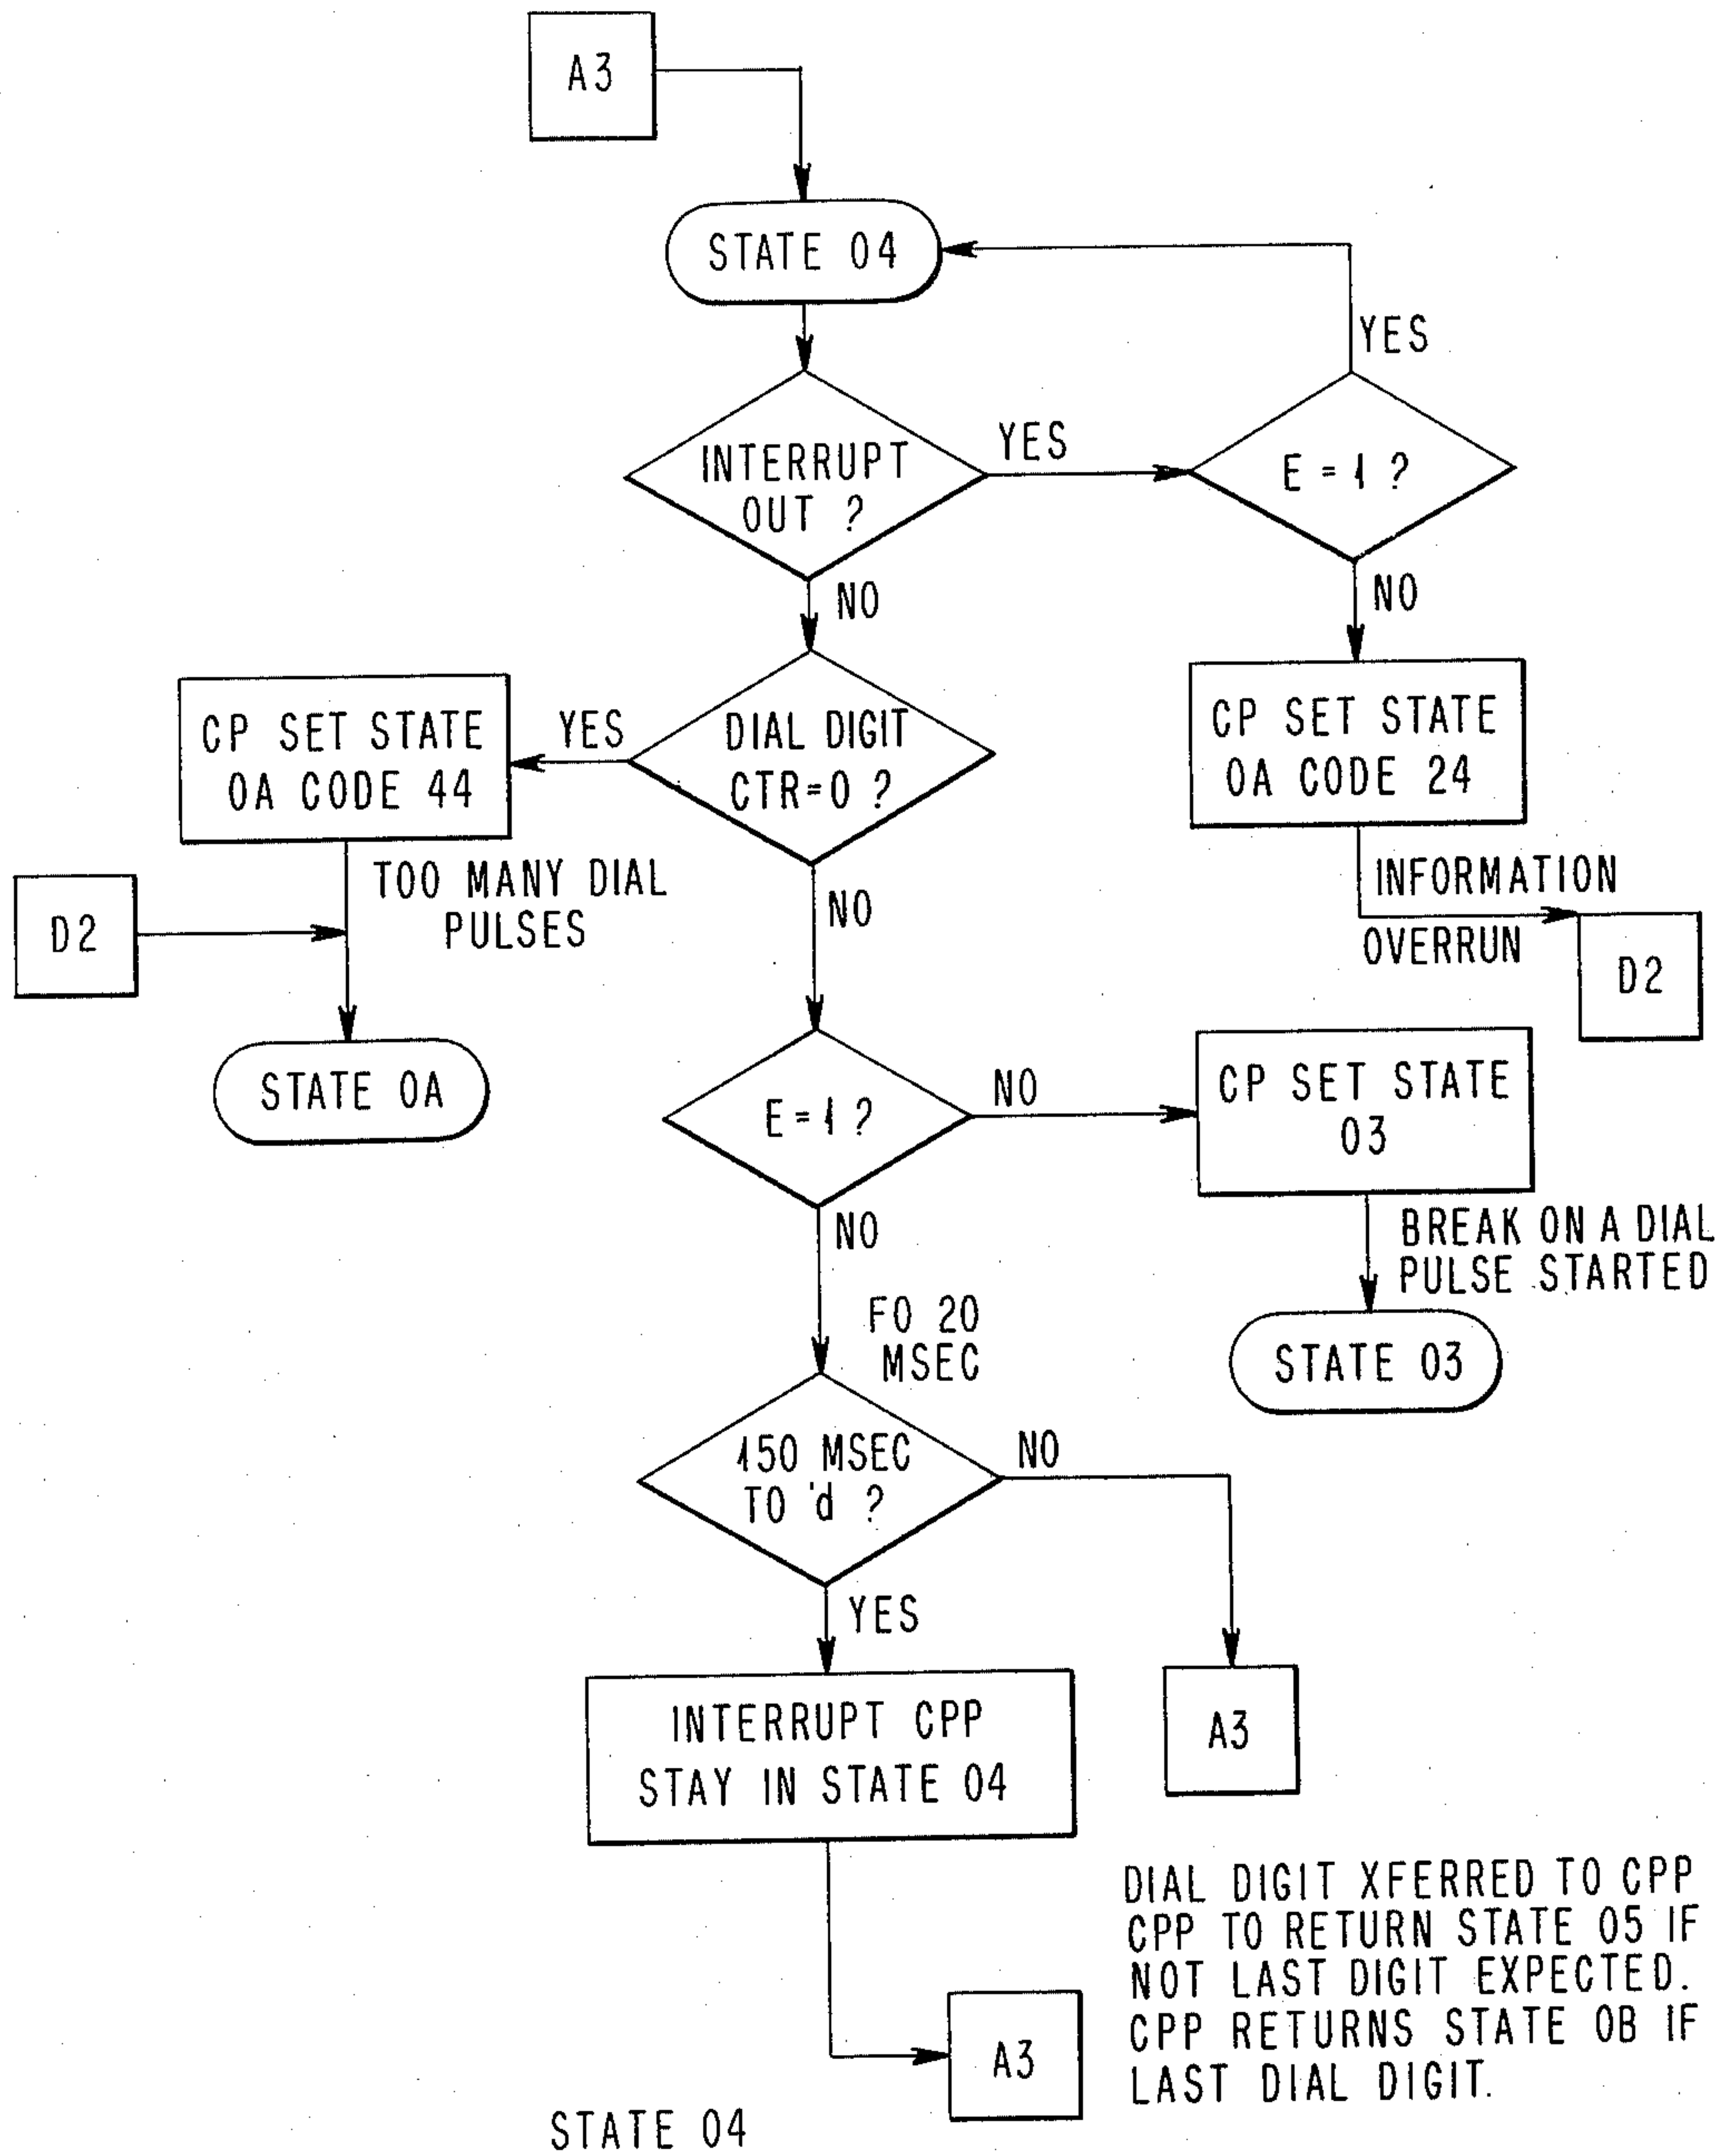 A3
STATE 04
YES
INTERRUPT
OUT ?
YES
E = 1 ?
NO
NO
CP SET STATE
0A CODE 44
YES
DIAL DIGIT
CTR=0 ?
CP SET STATE
0A CODE 24
TOO MANY DIAL
PULSES
NO
INFORMATION
OVERRUN
D2
D2
STATE 0A
E = 1 ?
NO
CP SET STATE
03
NO
BREAK ON A DIAL
PULSE STARTED
F0 20
MSEC
STATE 03
150 MSEC
TO 'd ?
NO
YES
INTERRUPT CPP
STAY IN STATE 04
A3
DIAL DIGIT XFERRED TO CPP
CPP TO RETURN STATE 05 IF
NOT LAST DIGIT EXPECTED.
CPP RETURNS STATE 0B IF
LAST DIAL DIGIT.
A3
STATE 04